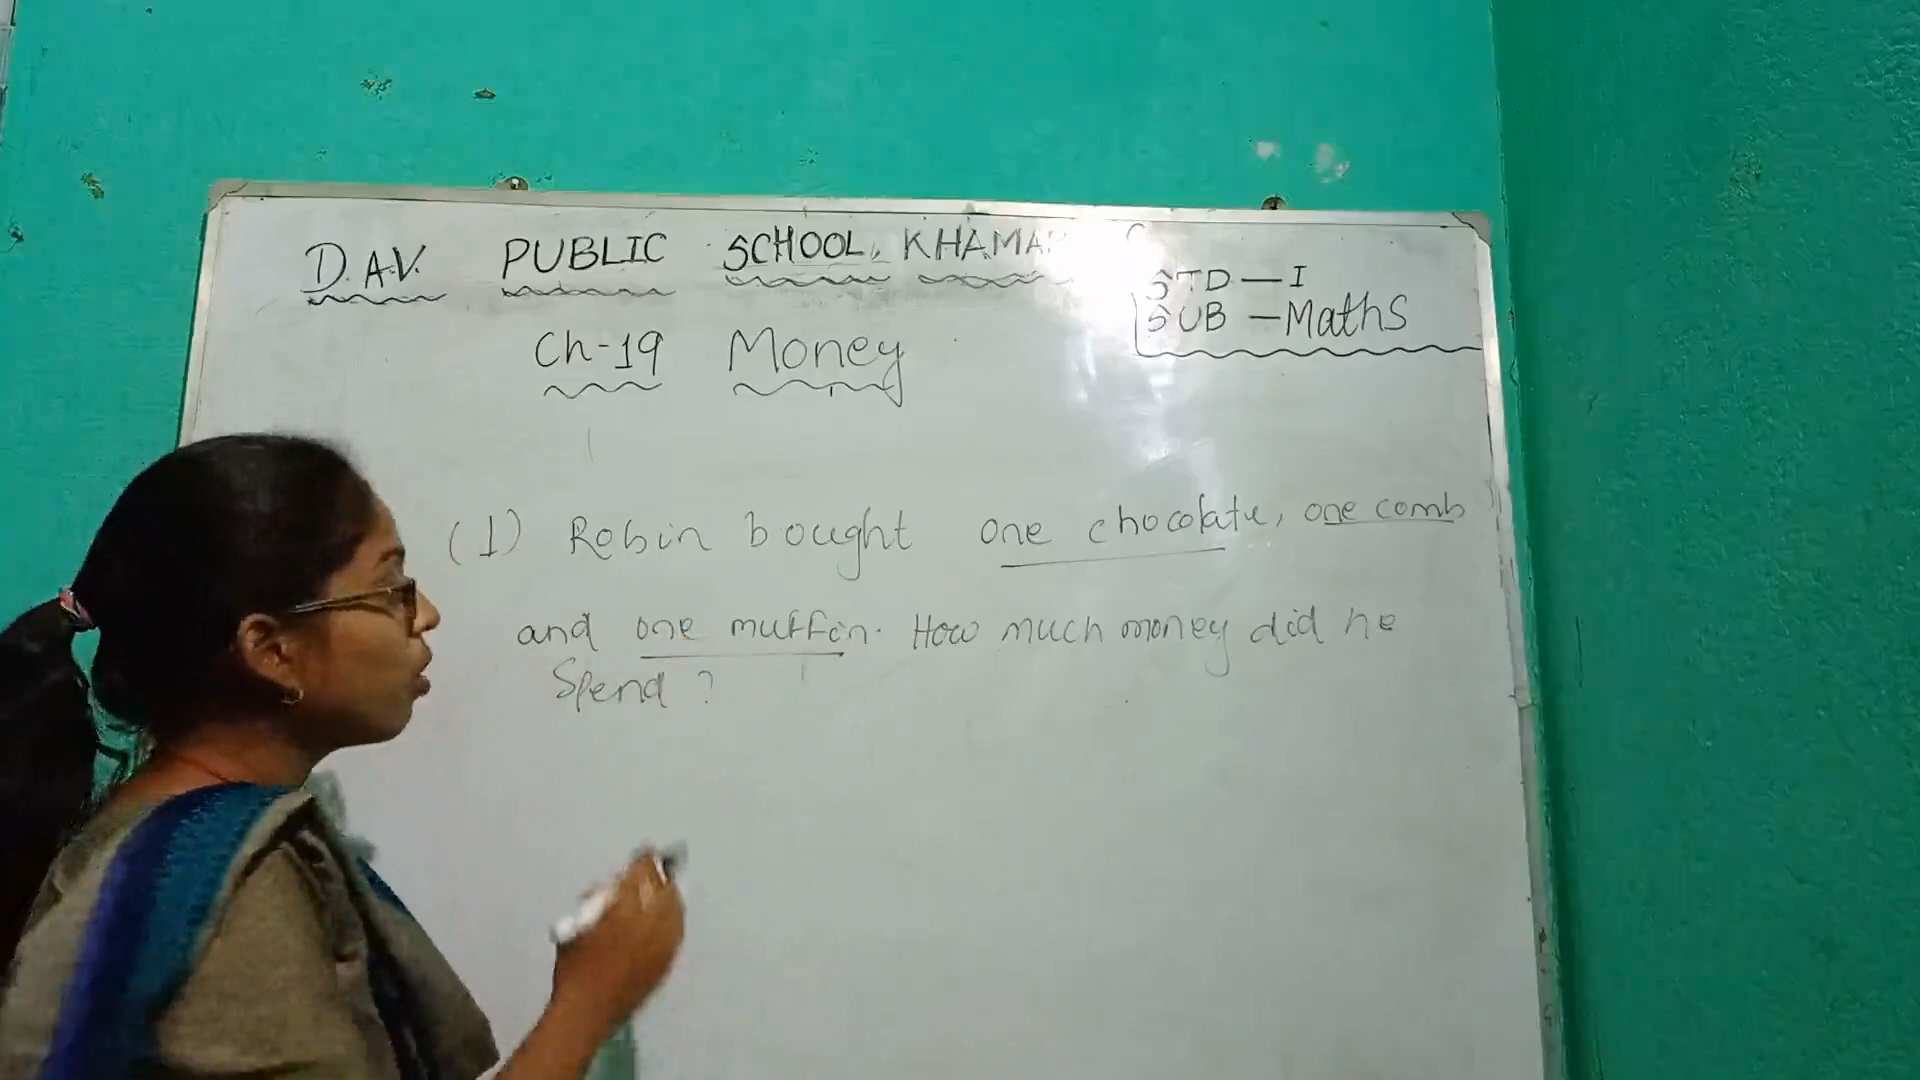 D.A.V. PUBLIC SCHOOL, KHAMAR
STD — I
SUB — Maths
Ch-19 Money
(1) Robin bought one chocolate, one comb
and one muffin. How much money did he
Spend ?